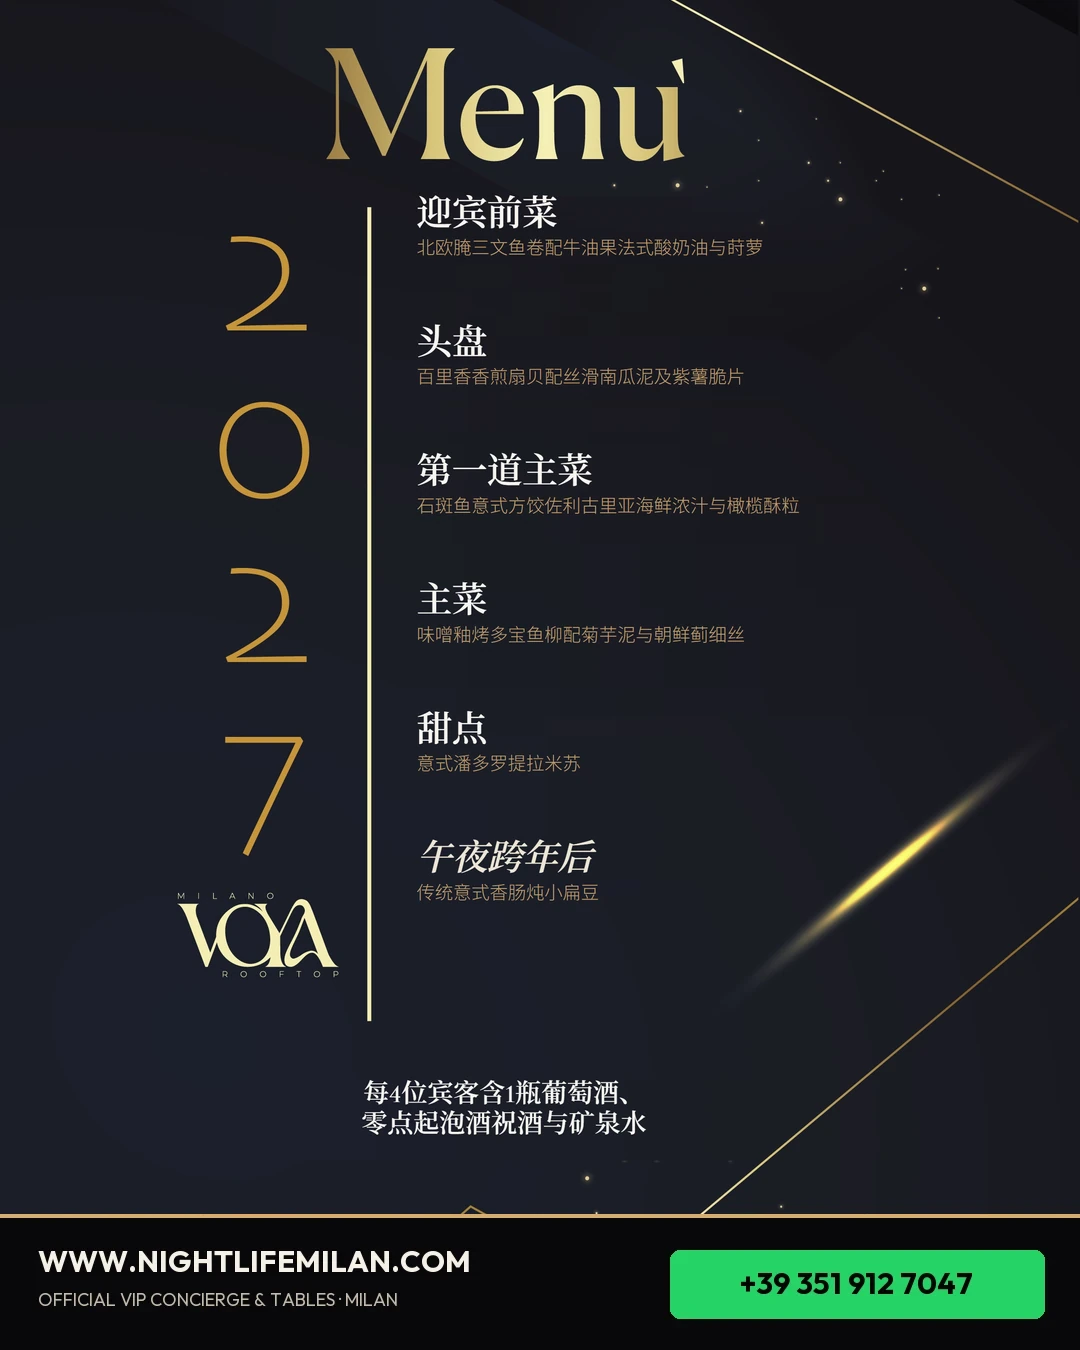 Menu'
迎宾前菜
北欧腌三文鱼卷配牛油果法式酸奶油与莳萝
头盘
百里香香煎扇贝配丝滑南瓜泥及紫薯脆片
第一道主菜
石斑鱼意式方饺佐利古里亚海鲜浓汁与橄榄酥粒
主菜
味噌釉烤多宝鱼柳配菊芋泥与朝鲜蓟细丝
甜点
意式潘多罗提拉米苏
午夜跨年后
传统意式香肠炖小扁豆
2
0
2
7
MILANO
VOYA
ROOFTOP
每4位宾客含1瓶葡萄酒、
零点起泡酒祝酒与矿泉水
WWW.NIGHTLIFEMILAN.COM
OFFICIAL VIP CONCIERGE & TABLES · MILAN
+39 351 912 7047